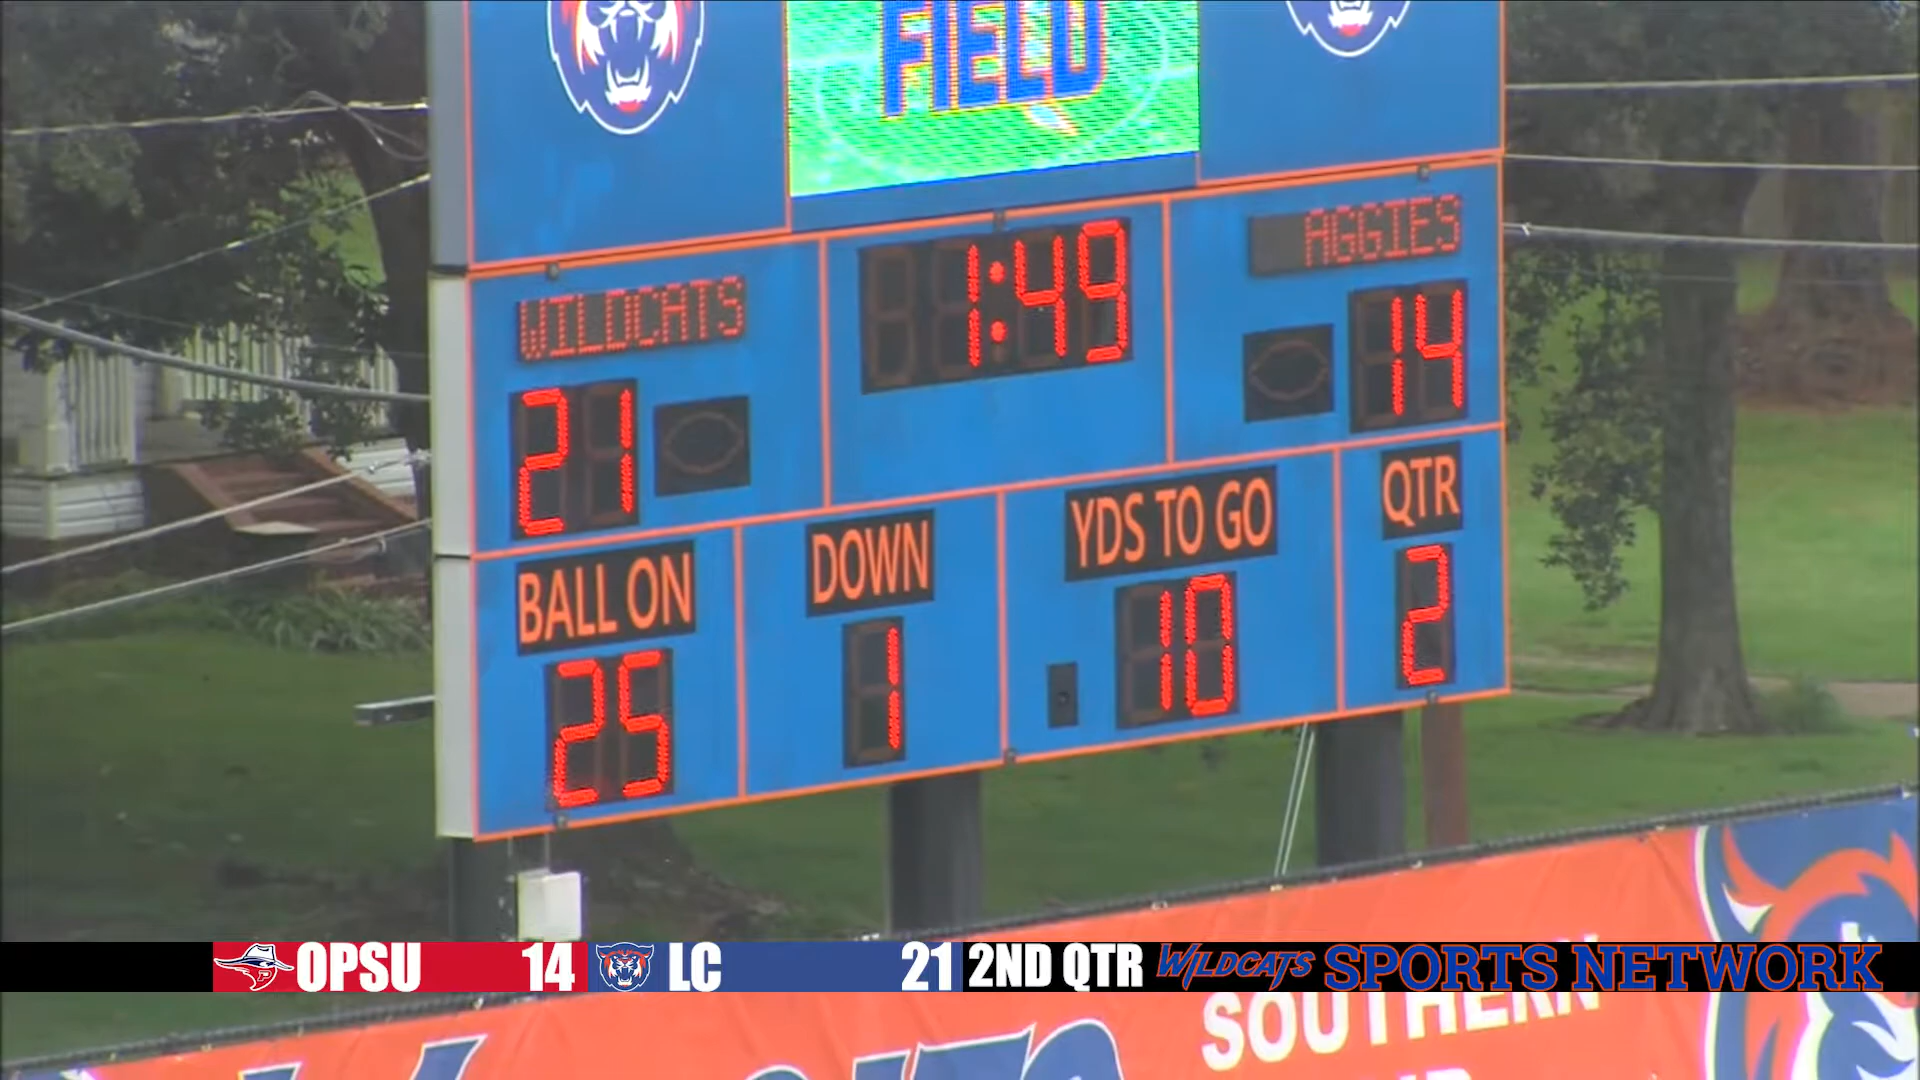 FIELD
WILDCATS
1:49
AGGIES
21
14
BALL ON
DOWN
YDS TO GO
QTR
25
1
10
2
OPSU 14 LC 21 2ND QTR WILDCATS SPORTS NETWORK
SOUTHERN